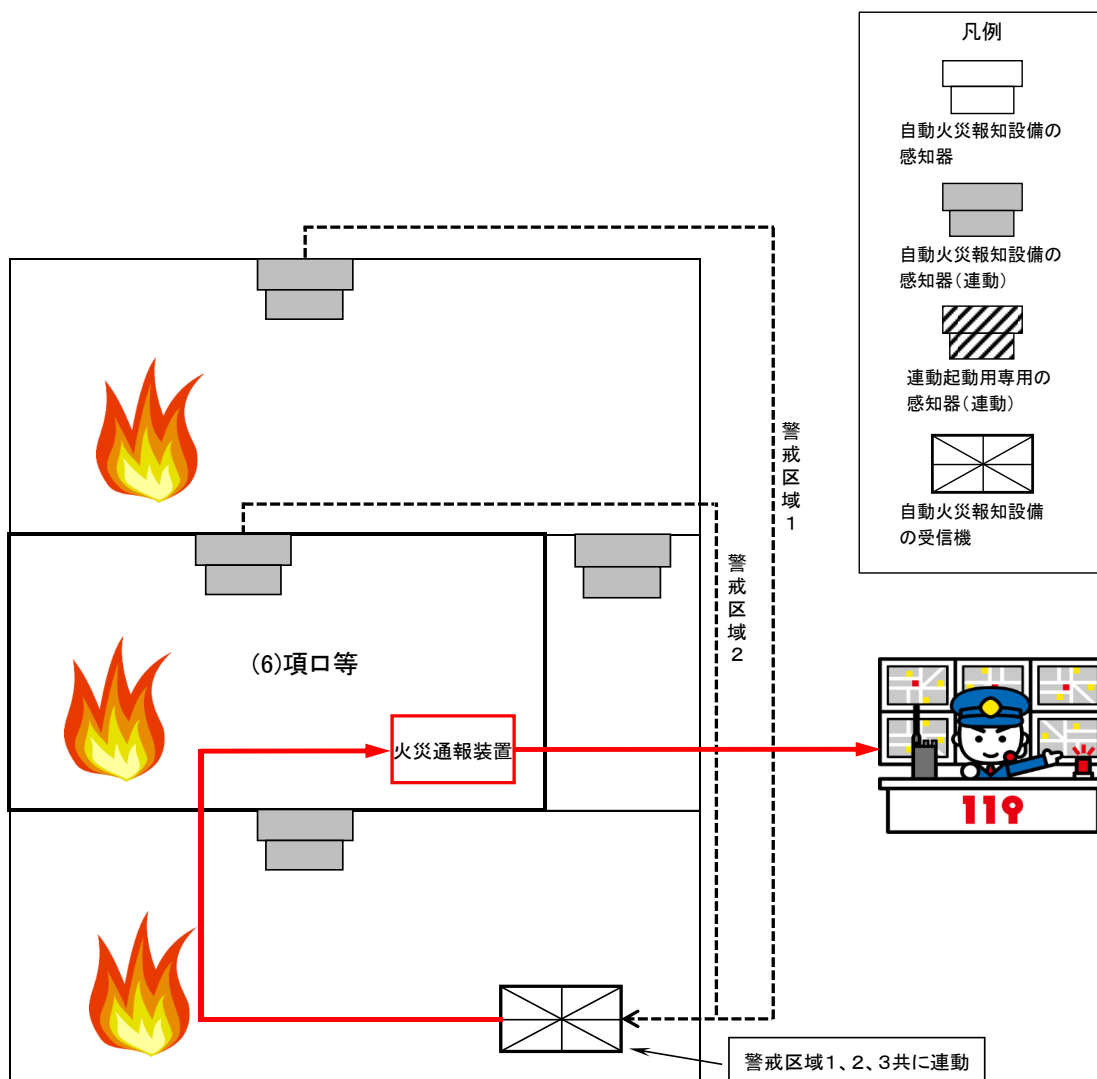 凡例
自動火災報知設備の
感知器
自動火災報知設備の
感知器(連動)
連動起動用専用の
感知器(連動)
自動火災報知設備
の受信機
警戒区域1
警戒区域2
(6)項ロ等
火災通報装置
119
警戒区域1、2、3共に連動